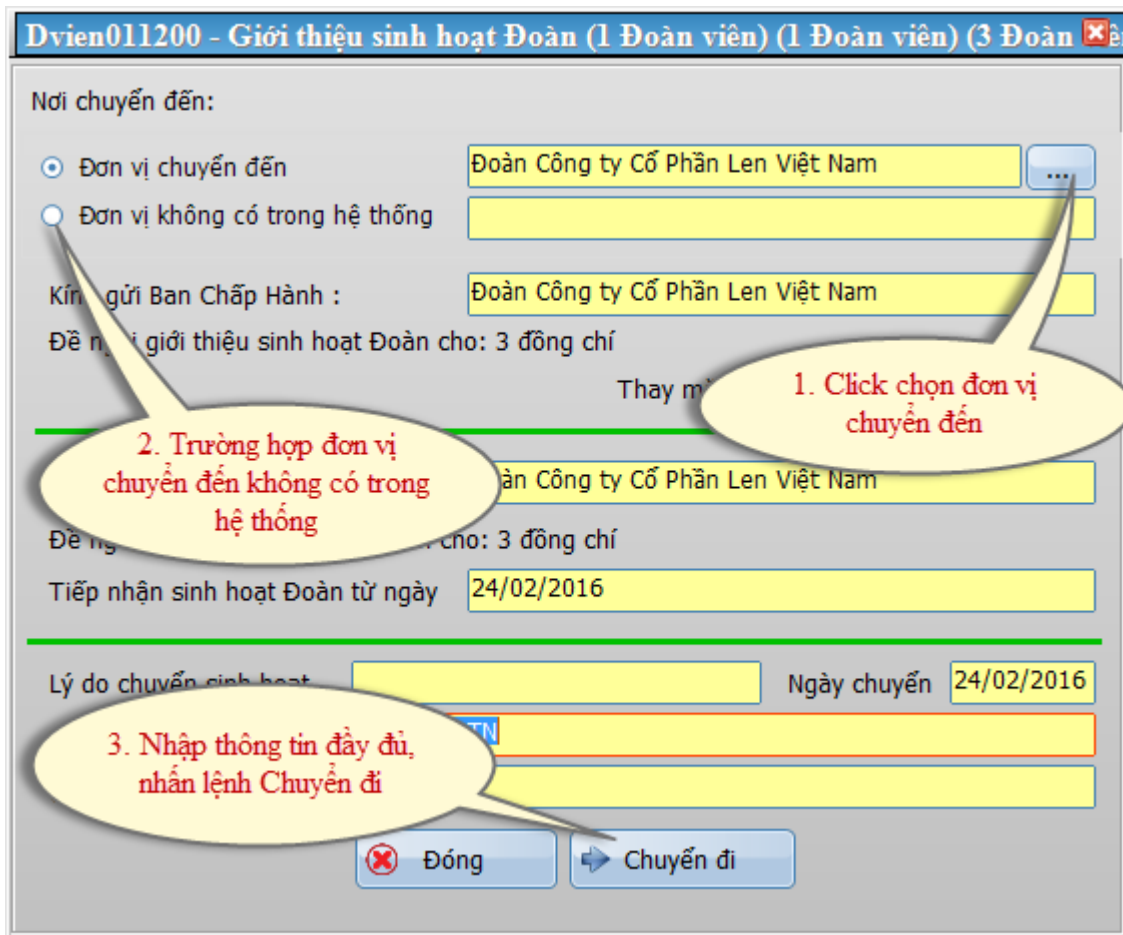 Dvien011200 - Giới thiệu sinh hoạt Đoàn (1 Đoàn viên) (1 Đoàn viên) (3 Đoàn
Nơi chuyển đến:
Đơn vị chuyển đến
Đoàn Công ty Cổ Phần Len Việt Nam
...
Đơn vị không có trong hệ thống
gửi Ban Chấp Hành :
Đoàn Công ty Cổ Phần Len Việt Nam
Đề giới thiệu sinh hoạt Đoàn cho: 3 đồng chí
Thay
1. Click chọn đơn vị
chuyển đến
2. Trường hợp đơn vị
chuyển đến không có trong
hệ thống
Công ty Cổ Phần Len Việt Nam
Đề cho: 3 đồng chí
Tiếp nhận sinh hoạt Đoàn từ ngày
24/02/2016
Lý do chuyển sinh hoạt
Ngày chuyển
24/02/2016
TN
3. Nhập thông tin đầy đủ,
nhấn lệnh Chuyển đi
Đóng
Chuyển đi